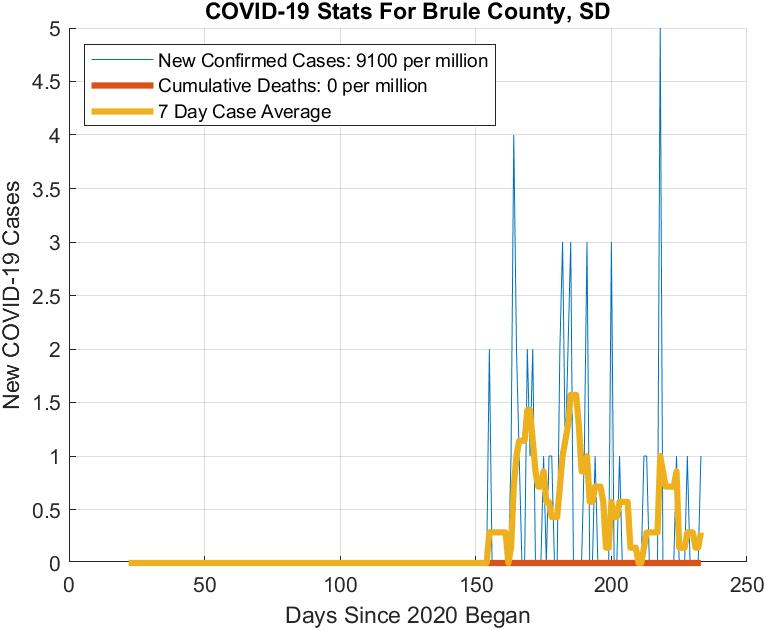 COVID-19 Stats For Brule County, SD
New Confirmed Cases: 9100 per million
Cumulative Deaths: 0 per million
7 Day Case Average
New COVID-19 Cases
5
4.5
4
3.5
3
2.5
2
1.5
1
0.5
0
0 50 100 150 200 250
Days Since 2020 Began